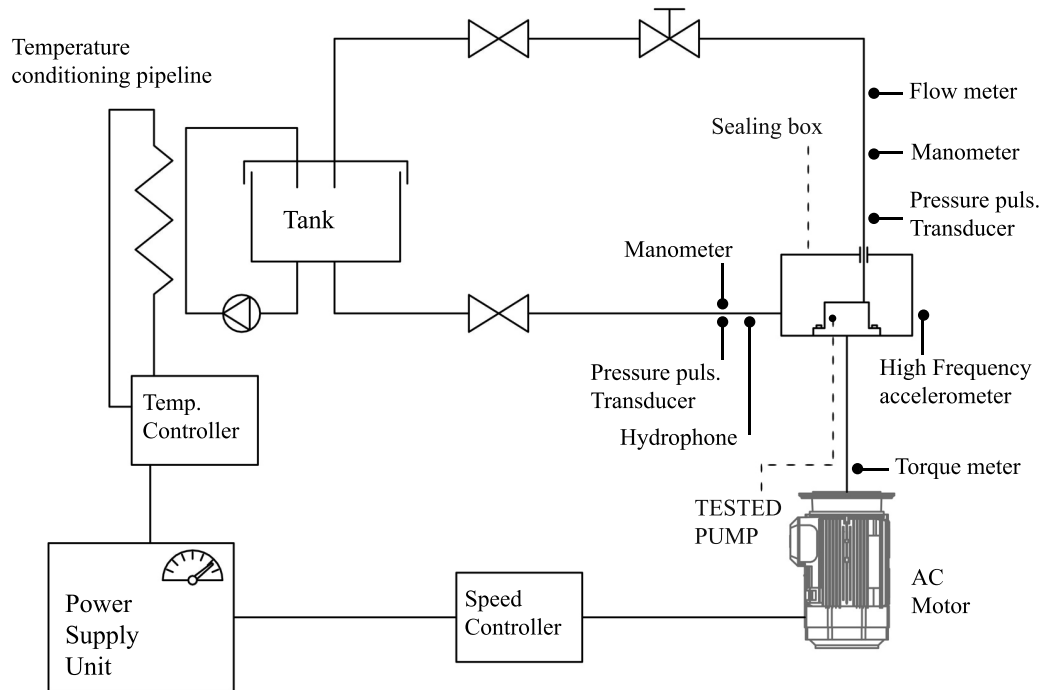 Temperature
conditioning pipeline
Flow meter
Sealing box
Manometer
Pressure puls.
Transducer
Tank
Manometer
Pressure puls.
Transducer
Hydrophone
High Frequency
accelerometer
Temp.
Controller
Torque meter
TESTED
PUMP
Power
Supply
Unit
Speed
Controller
AC
Motor